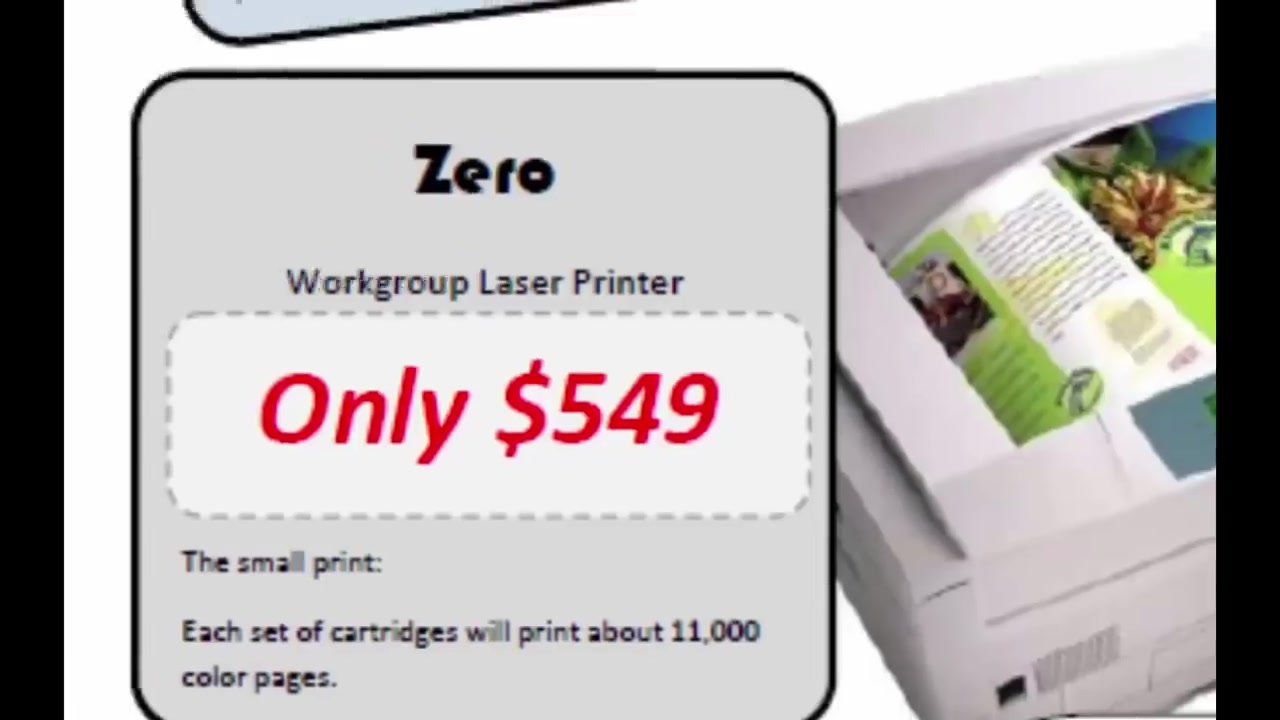 Zero
Workgroup Laser Printer
Only $549
The small print:
Each set of cartridges will print about 11,000
color pages.